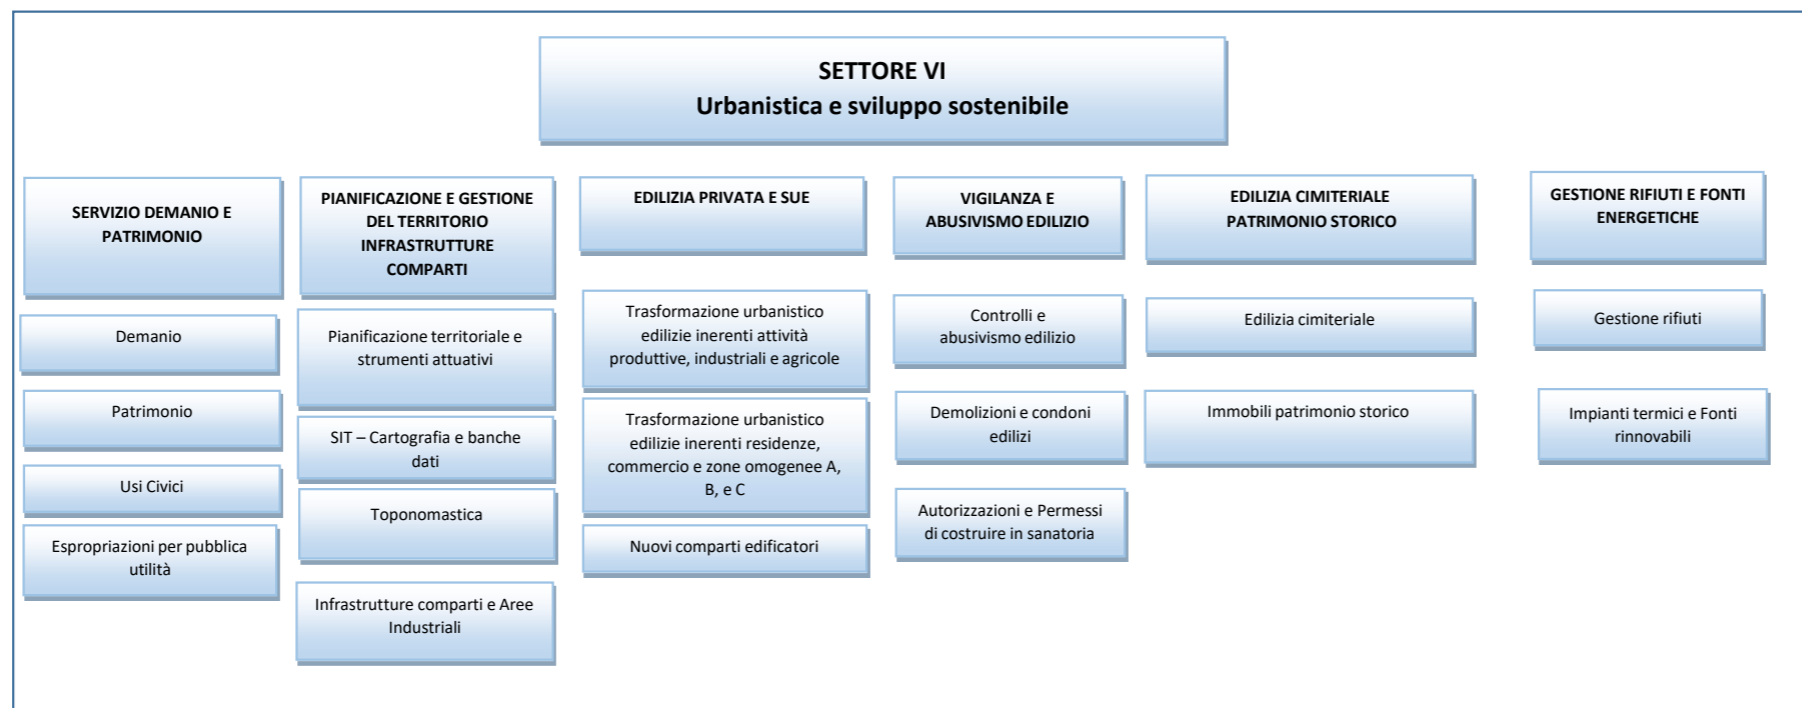 SETTORE VI
Urbanistica e sviluppo sostenibile
SERVIZIO DEMANIO E
PATRIMONIO
Demanio
Patrimonio
Usi Civici
Espropriazioni per pubblica
utilità
PIANIFICAZIONE E GESTIONE
DEL TERRITORIO
INFRASTRUTTURE
COMPARTI
Pianificazione territoriale e
strumenti attuativi
SIT – Cartografia e banche
dati
Toponomastica
Infrastrutture comparti e Aree
Industriali
EDILIZIA PRIVATA E SUE
Trasformazione urbanistico
edilizie inerenti attività
produttive, industriali e agricole
Trasformazione urbanistico
edilizie inerenti residenze,
commercio e zone omogenee A,
B, e C
Nuovi comparti edificatori
VIGILANZA E
ABUSIVISMO EDILIZIO
Controlli e
abusivismo edilizio
Demolizioni e condoni
edilizi
Autorizzazioni e Permessi
di costruire in sanatoria
EDILIZIA CIMITERIALE
PATRIMONIO STORICO
Edilizia cimiteriale
Immobili patrimonio storico
GESTIONE RIFIUTI E FONTI
ENERGETICHE
Gestione rifiuti
Impianti termici e Fonti
rinnovabili